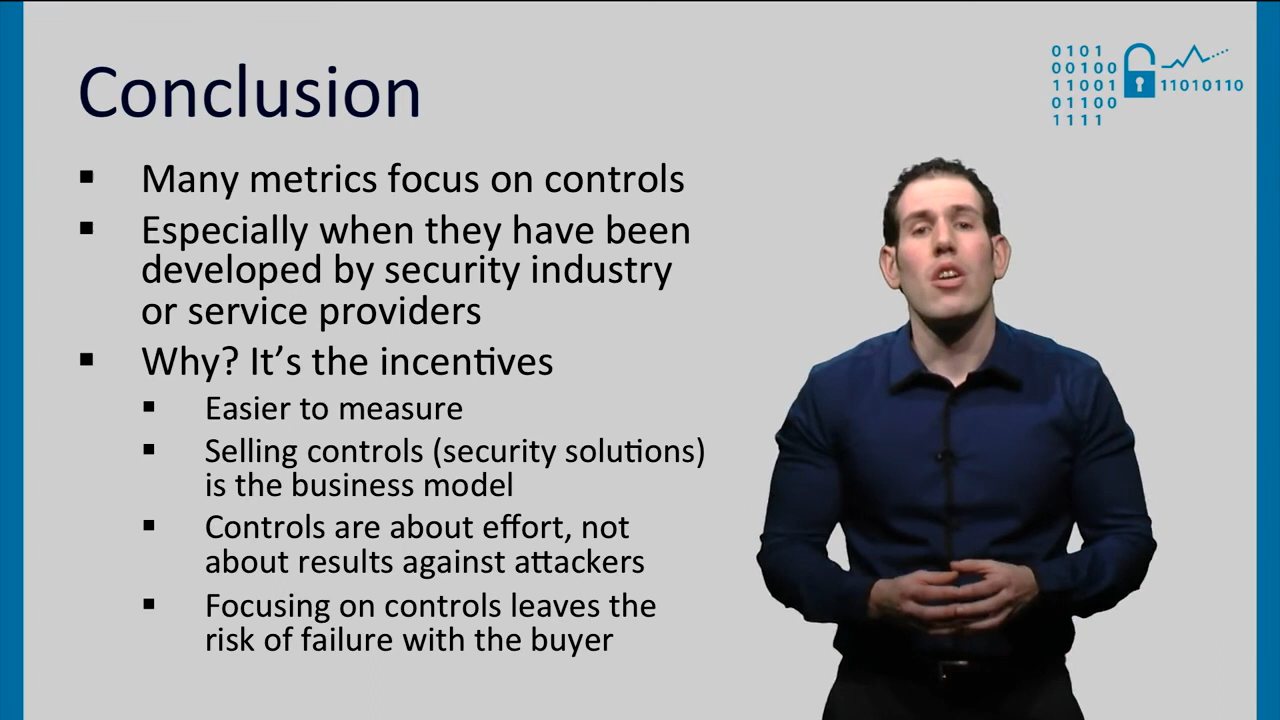 Conclusion
▪ Many metrics focus on controls
▪ Especially when they have been
developed by security industry
or service providers
▪ Why? It’s the incentives
▪ Easier to measure
▪ Selling controls (security solutions)
is the business model
▪ Controls are about effort, not
about results against attackers
▪ Focusing on controls leaves the
risk of failure with the buyer
0101
00100
11001
01100
1111
11010110